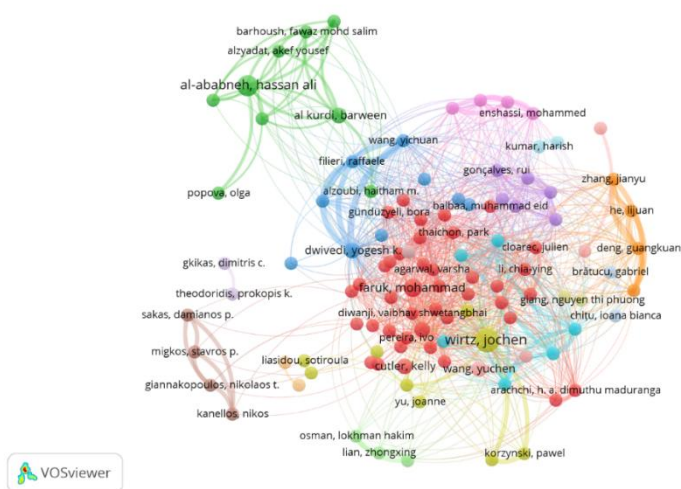 barhoush, fawaz mohd salim
alzyadat, akef yousef
al-ababneh, hassan ali
al kurdi, barween
enshassi, mohammed
wang, yichuan
kumar, harish
filieri, raffaele
gonçalves, rui
zhang, jianyu
popova, olga
alzoubi, haitham m.
balbaa, muhammad eid
gündüzyeli, bora
he, lijuan
thaichon, park
dwivedi, yogesh k.
cloarec, julien
deng, guangkuan
gkikas, dimitris c.
agarwal, varsha
li, chia-ying
brătucu, gabriel
faruk, mohammad
theodoridis, prokopis k.
giang, nguyen thi phuong
diwanji, vaibhav shwetangbhai
chițu, ioana bianca
sakas, damianos p.
pereira, ivo
wirtz, jochen
migkos, stavros p.
liasidou, sotiroula
cutler, kelly
wang, yuchen
giannakopoulos, nikolaos t.
arachchi, h. a. dimuthu maduranga
yu, joanne
kanellos, nikos
osman, lokhman hakim
lian, zhongxing
korzynski, pawel
VOSviewer